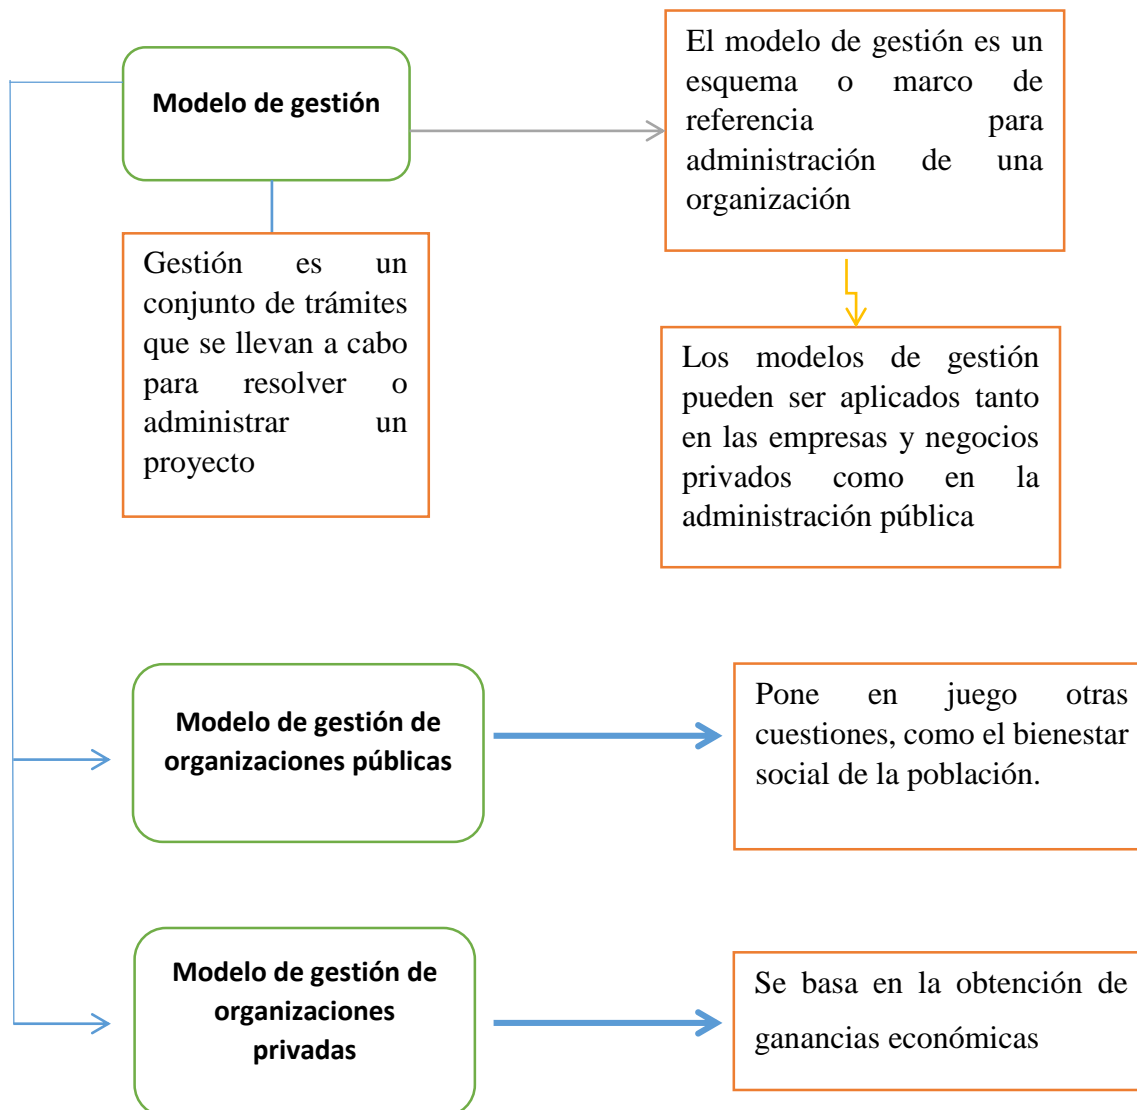 Modelo de gestión
El modelo de gestión es un
esquema o marco de
referencia para
administración de una
organización
Gestión es un
conjunto de trámites
que se llevan a cabo
para resolver o
administrar un
proyecto
Los modelos de gestión
pueden ser aplicados tanto
en las empresas y negocios
privados como en la
administración pública
Modelo de gestión de
organizaciones públicas
Pone en juego otras
cuestiones, como el bienestar
social de la población.
Modelo de gestión de
organizaciones
privadas
Se basa en la obtención de
ganancias económicas